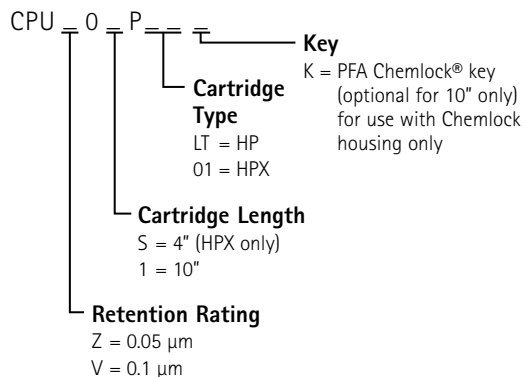 CPU _ 0 _ P _ _ _
Key
K = PFA Chemlock® key
(optional for 10" only)
for use with Chemlock
housing only
Cartridge
Type
LT = HP
01 = HPX
Cartridge Length
S = 4" (HPX only)
1 = 10"
Retention Rating
Z = 0.05 µm
V = 0.1 µm